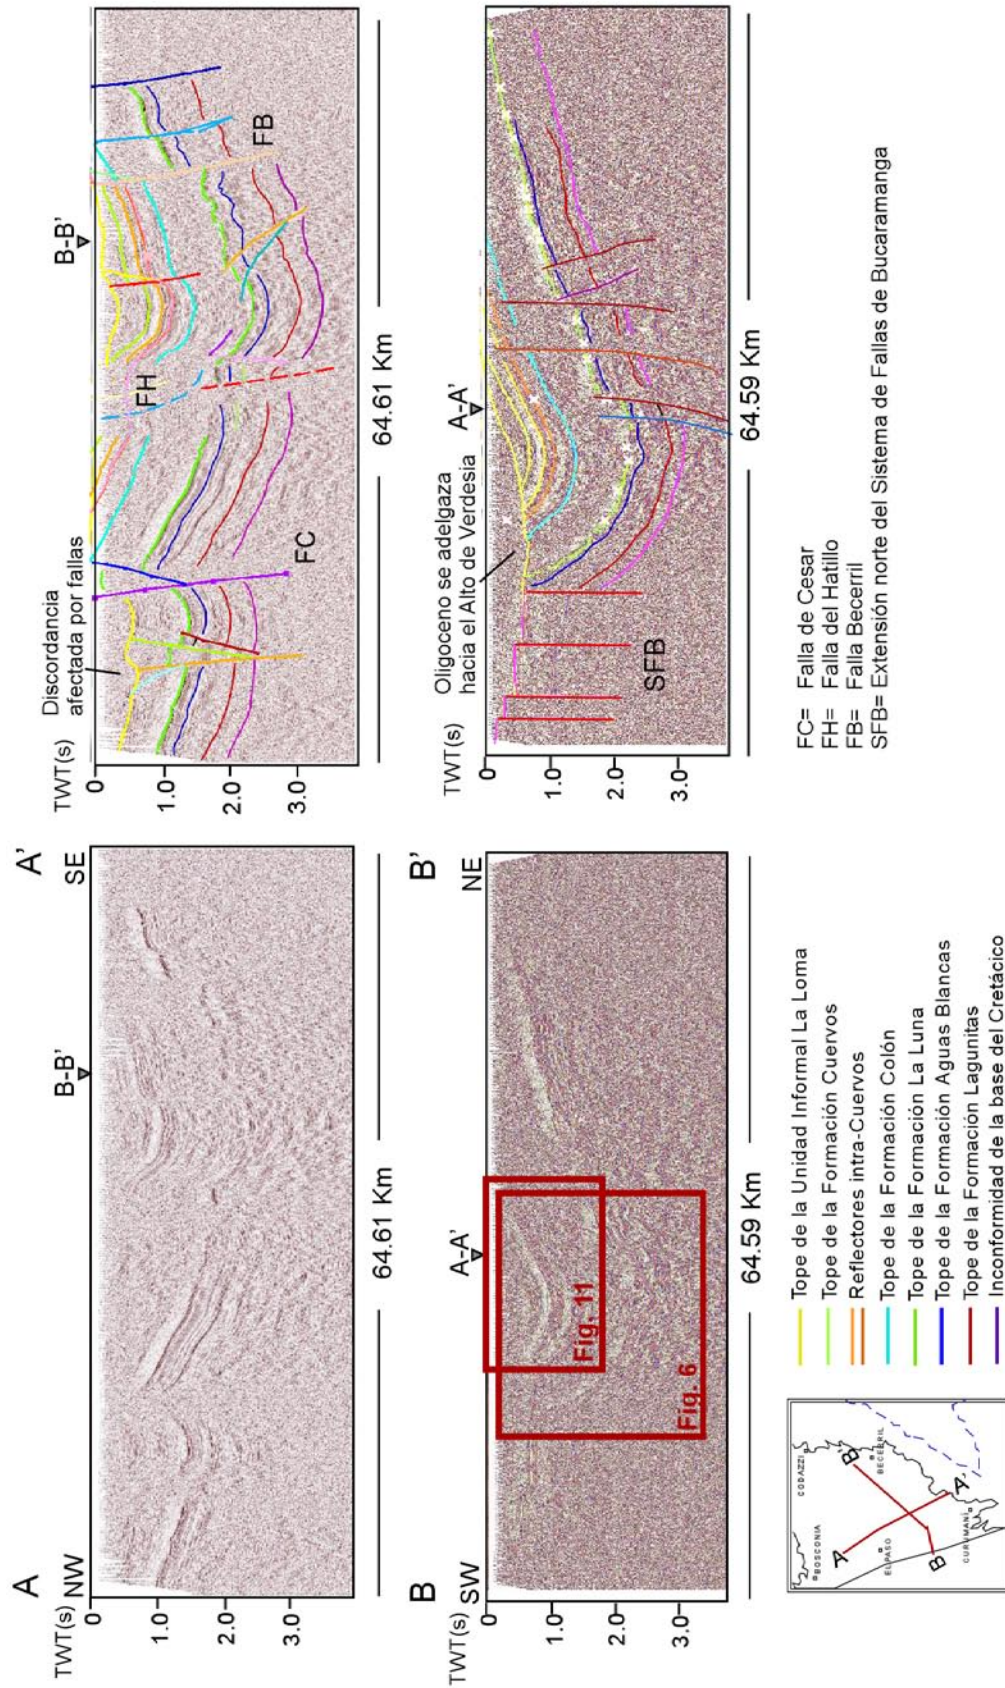 A
NW
A'
SE
B-B'
TWT(s)
0
1.0
2.0
3.0
64.61 Km
B
SW
B'
NE
A-A'
TWT(s)
0
1.0
2.0
3.0
Fig. 11
Fig. 6
64.59 Km
Discordancia
afectada por fallas
B-B'
TWT(s)
0
1.0
2.0
3.0
FC
FH
FB
64.61 Km
Oligoceno se adelgaza
hacia el Alto de Verdesia
A-A'
TWT(s)
0
1.0
2.0
3.0
SFB
64.59 Km
BOSCONIA
CODAZZI
BECERRIL
EL PASO
CURUMANÍ
A
A'
B
B'
Tope de la Unidad Informal La Loma
Tope de la Formación Cuervos
Reflectores intra-Cuervos
Tope de la Formación Colón
Tope de la Formación La Luna
Tope de la Formación Aguas Blancas
Tope de la Formación Lagunitas
Inconformidad de la base del Cretácico
FC= Falla de Cesar
FH= Falla del Hatillo
FB= Falla Becerril
SFB= Extensión norte del Sistema de Fallas de Bucaramanga